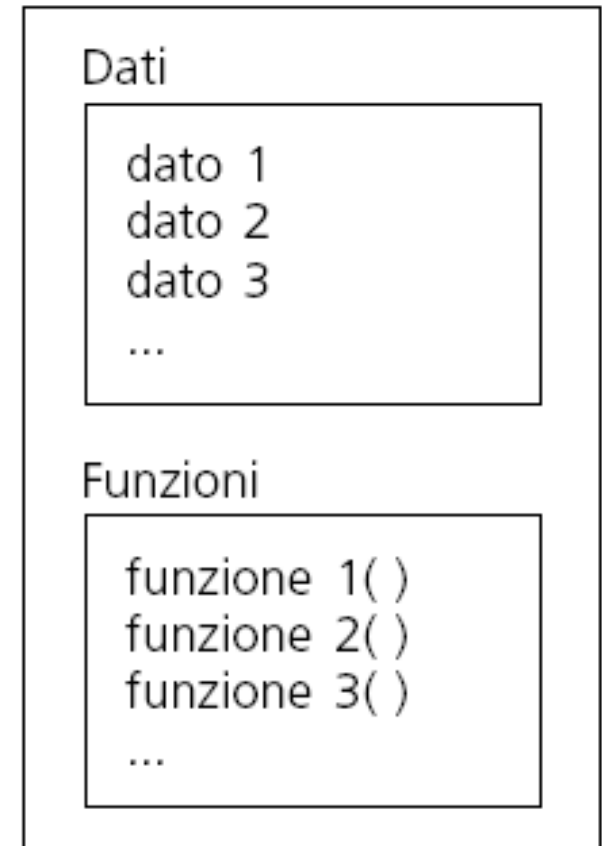 Dati
dato 1
dato 2
dato 3
...
Funzioni
funzione 1( )
funzione 2( )
funzione 3( )
...